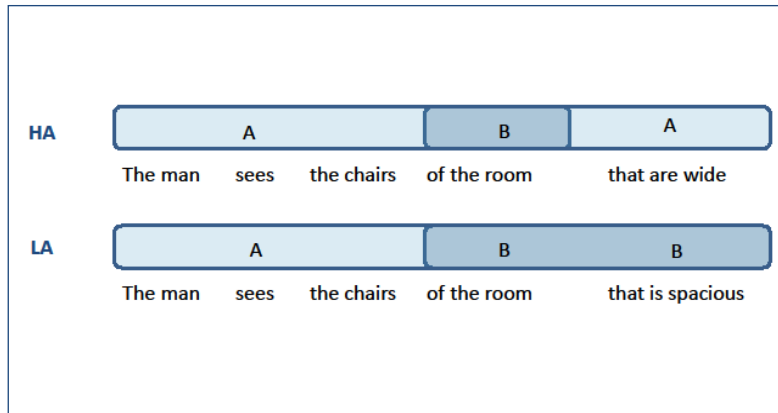 A B A
HA
The man sees the chairs of the room that are wide
A B B
LA
The man sees the chairs of the room that is spacious